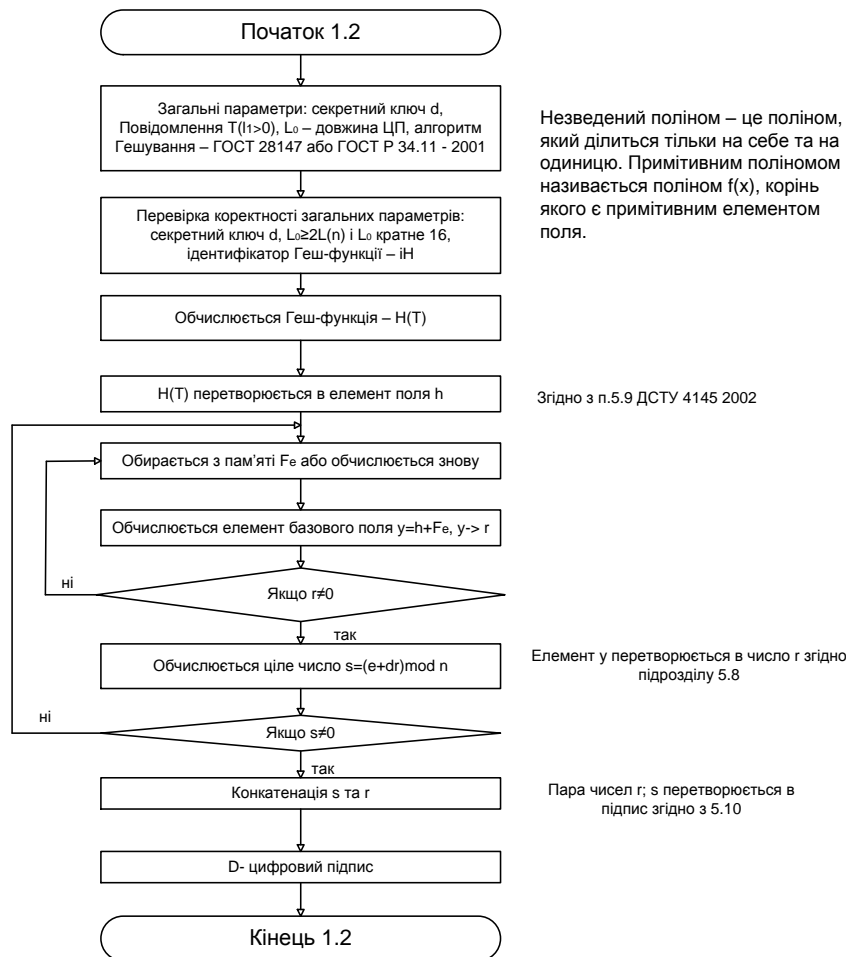 Початок 1.2
Загальні параметри: секретний ключ d,
Повідомлення T(l₁>0), L₀ – довжина ЦП, алгоритм
Гешування – ГОСТ 28147 або ГОСТ Р 34.11 - 2001
Незведений поліном – це поліном,
який ділиться тільки на себе та на
одиницю. Примітивним поліномом
називається поліном f(x), корінь
якого є примітивним елементом
поля.
Перевірка коректності загальних параметрів:
секретний ключ d, L₀≥2L(n) і L₀ кратне 16,
ідентифікатор Геш-функції – iH
Обчислюється Геш-функція – H(T)
H(T) перетворюється в елемент поля h
Згідно з п.5.9 ДСТУ 4145 2002
Обирається з пам'яті Fe або обчислюється знову
Обчислюється елемент базового поля y=h+Fe, y-> r
ні
Якщо r≠0
так
Обчислюється ціле число s=(e+dr)mod n
Елемент y перетворюється в число r згідно
підрозділу 5.8
ні
Якщо s≠0
так
Конкатенація s та r
Пара чисел r; s перетворюється в
підпис згідно з 5.10
D- цифровий підпис
Кінець 1.2